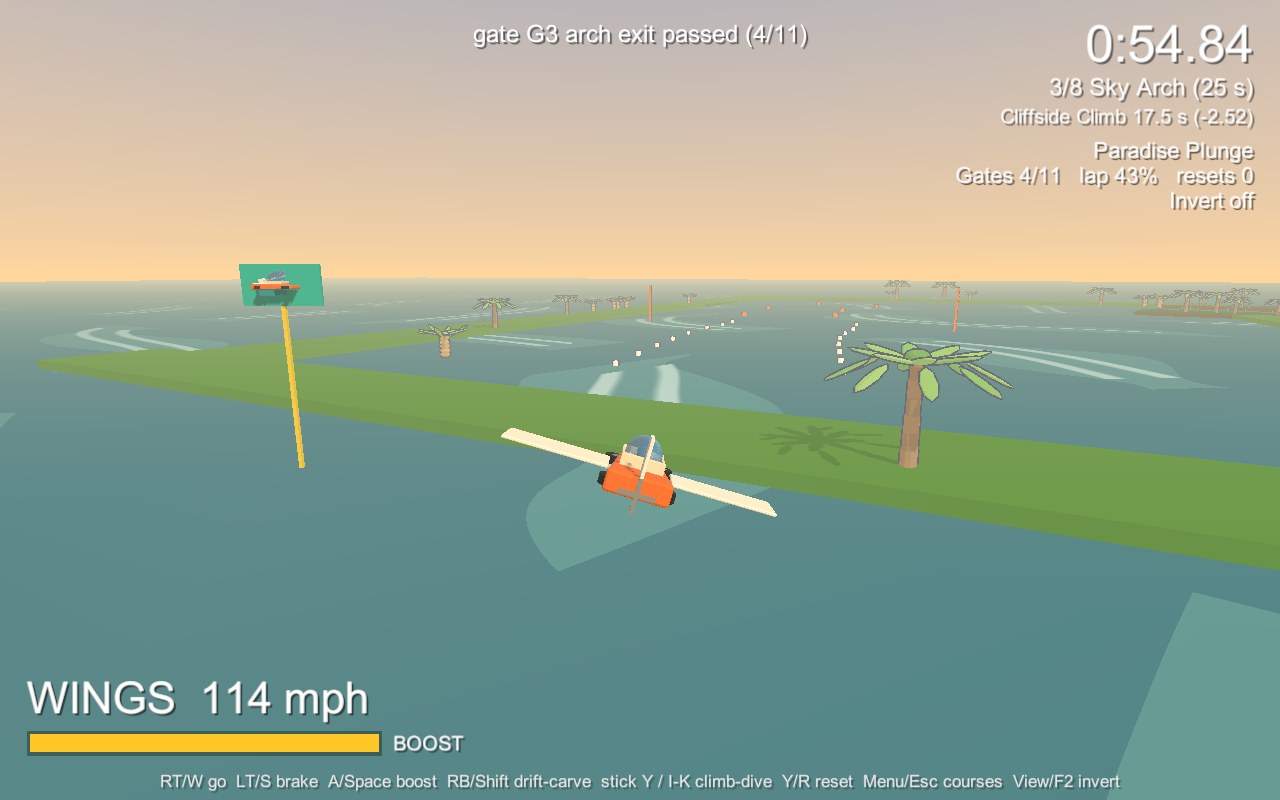 gate G3 arch exit passed (4/11)
0:54.84
3/8 Sky Arch (25 s)
Cliffside Climb 17.5 s (-2.52)
Paradise Plunge
Gates 4/11 lap 43% resets 0
Invert off
WINGS 114 mph
BOOST
RT/W go LT/S brake A/Space boost RB/Shift drift-carve stick Y / I-K climb-dive Y/R reset Menu/Esc courses View/F2 invert